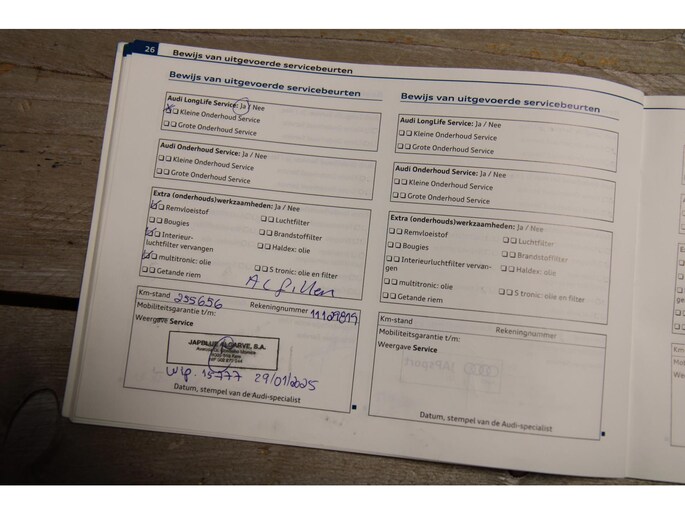 26
Bewijs van uitgevoerde servicebeurten
Bewijs van uitgevoerde servicebeurten
Audi LongLife Service: Ja / Nee
Kleine Onderhoud Service
Grote Onderhoud Service
Audi Onderhoud Service: Ja / Nee
Kleine Onderhoud Service
Grote Onderhoud Service
Extra (onderhouds)werkzaamheden: Ja / Nee
Remvloeistof
Luchtfilter
Bougies
Brandstoffilter
Interieur-
luchtfilter vervangen
Haldex: olie
multitronic: olie
S tronic: olie en filter
Getande riem
Km-stand 255656
Rekeningnummer 11129819
Mobiliteitsgarantie t/m:
Weergave Service
JAPBLUE ALGARVE, S.A.
wip. 15777 29/01/2025
Datum, stempel van de Audi-specialist
Bewijs van uitgevoerde servicebeurten
Audi LongLife Service: Ja / Nee
Kleine Onderhoud Service
Grote Onderhoud Service
Audi Onderhoud Service: Ja / Nee
Kleine Onderhoud Service
Grote Onderhoud Service
Extra (onderhouds)werkzaamheden: Ja / Nee
Remvloeistof
Luchtfilter
Bougies
Brandstoffilter
Interieurluchtfilter vervan-
gen
Haldex: olie
multitronic: olie
S tronic: olie en filter
Getande riem
Km-stand
Rekeningnummer
Mobiliteitsgarantie t/m:
Weergave Service
Datum, stempel van de Audi-specialist